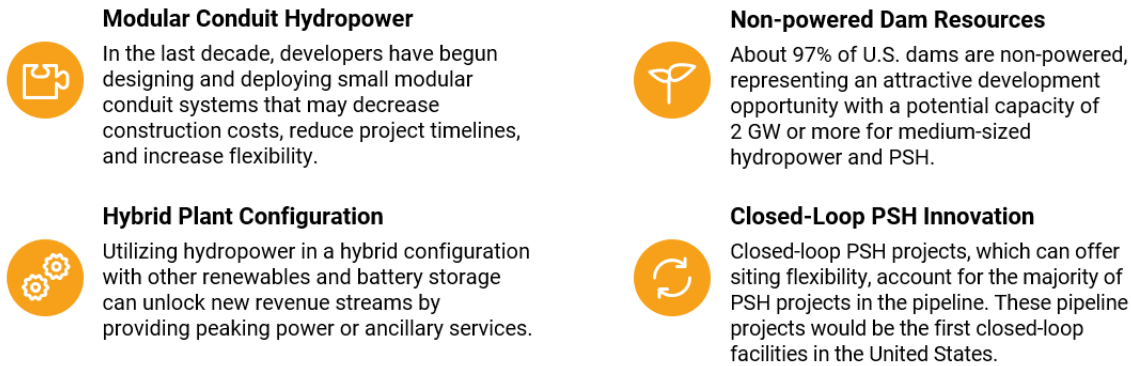 Modular Conduit Hydropower
In the last decade, developers have begun
designing and deploying small modular
conduit systems that may decrease
construction costs, reduce project timelines,
and increase flexibility.
Non-powered Dam Resources
About 97% of U.S. dams are non-powered,
representing an attractive development
opportunity with a potential capacity of
2 GW or more for medium-sized
hydropower and PSH.
Hybrid Plant Configuration
Utilizing hydropower in a hybrid configuration
with other renewables and battery storage
can unlock new revenue streams by
providing peaking power or ancillary services.
Closed-Loop PSH Innovation
Closed-loop PSH projects, which can offer
siting flexibility, account for the majority of
PSH projects in the pipeline. These pipeline
projects would be the first closed-loop
facilities in the United States.